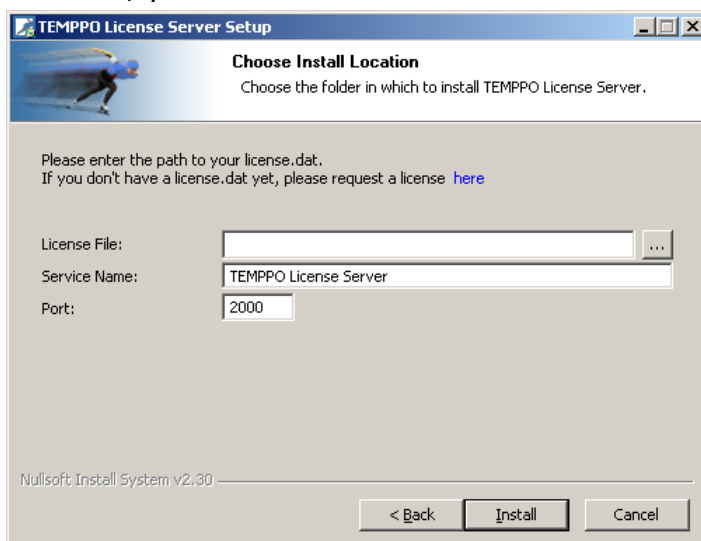 TEMPPO License Server Setup
Choose Install Location
Choose the folder in which to install TEMPPO License Server.
Please enter the path to your license.dat.
If you don't have a license.dat yet, please request a license here
License File:
...
Service Name: TEMPPO License Server
Port: 2000
Nullsoft Install System v2.30
< Back Install Cancel